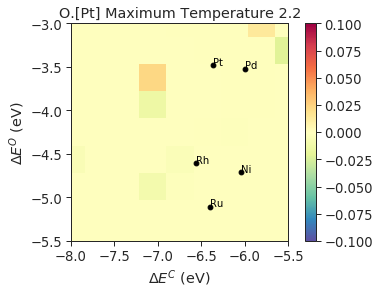 O.[Pt] Maximum Temperature 2.2
−3.0
−3.5
−4.0
−4.5
−5.0
−5.5
ΔE^O (eV)
Pt
Pd
Rh
Ni
Ru
−8.0 −7.5 −7.0 −6.5 −6.0 −5.5
ΔE^C (eV)
0.100
0.075
0.050
0.025
0.000
−0.025
−0.050
−0.075
−0.100